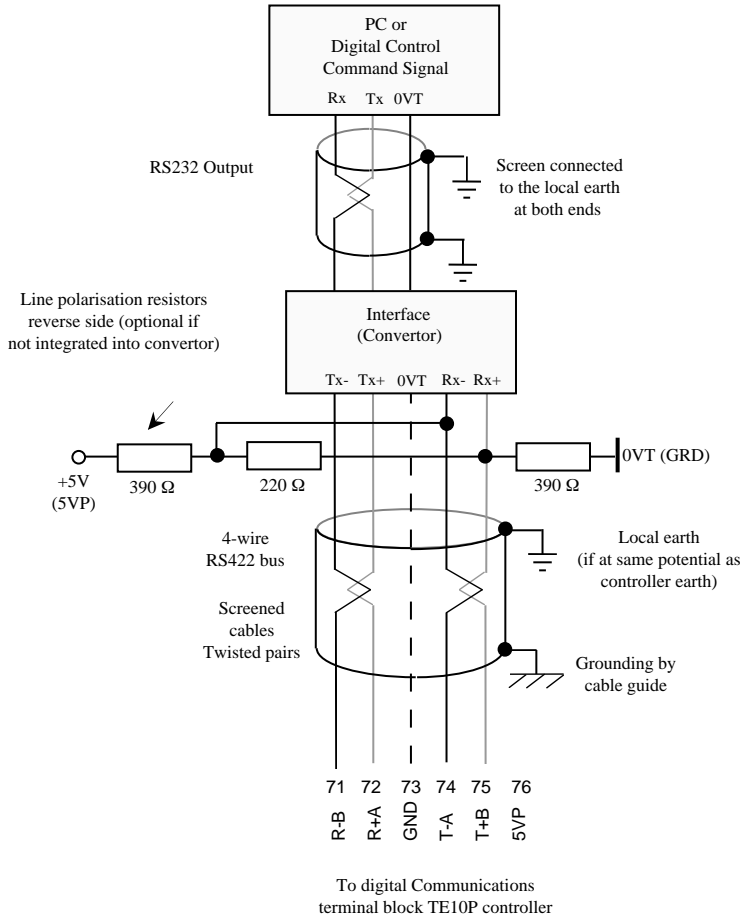 PC or
Digital Control
Command Signal
Rx Tx 0VT
RS232 Output
Screen connected
to the local earth
at both ends
Line polarisation resistors
reverse side (optional if
not integrated into convertor)
Interface
(Convertor)
Tx- Tx+ 0VT Rx- Rx+
+5V
(5VP)
390 Ω
220 Ω
390 Ω
0VT (GRD)
4-wire
RS422 bus
Local earth
(if at same potential as
controller earth)
Screened
cables
Twisted pairs
Grounding by
cable guide
71 72 73 74 75 76
R-B
R+A
GND
T-A
T+B
5VP
To digital Communications
terminal block TE10P controller